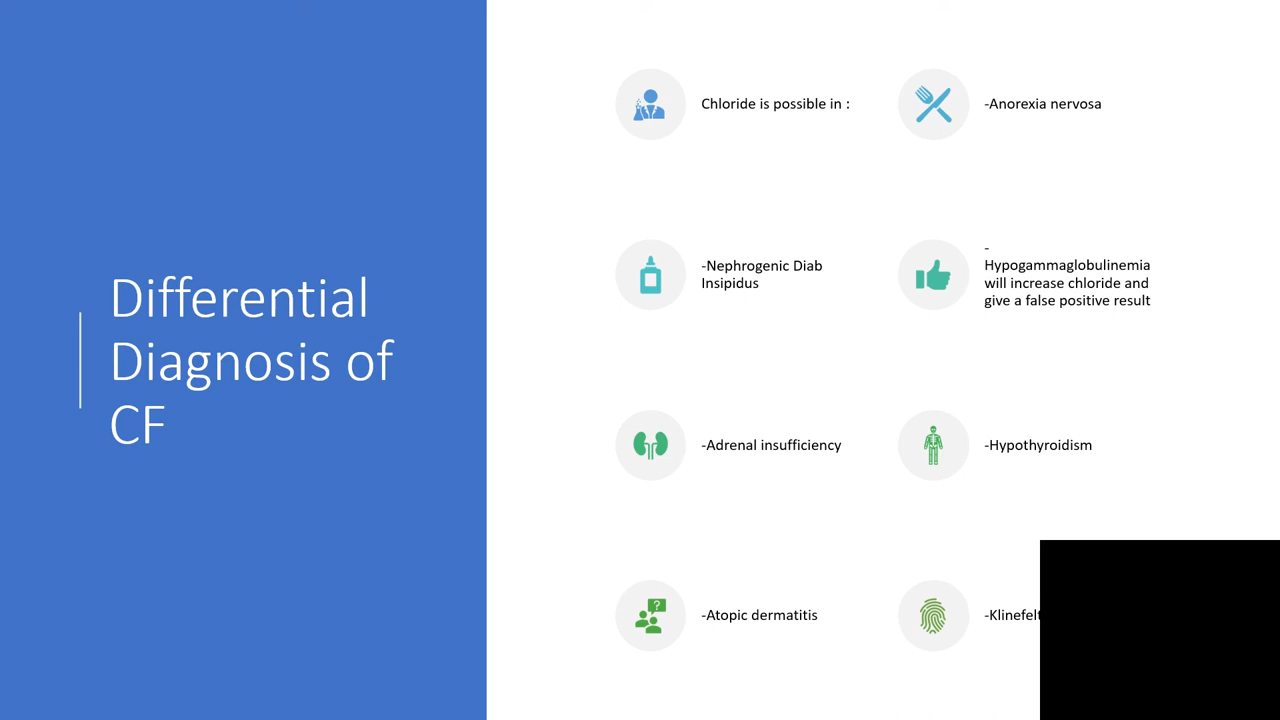 Differential
Diagnosis of
CF
Chloride is possible in :
-Anorexia nervosa
-Nephrogenic Diab
Insipidus
-
Hypogammaglobulinemia
will increase chloride and
give a false positive result
-Adrenal insufficiency
-Hypothyroidism
-Atopic dermatitis
?